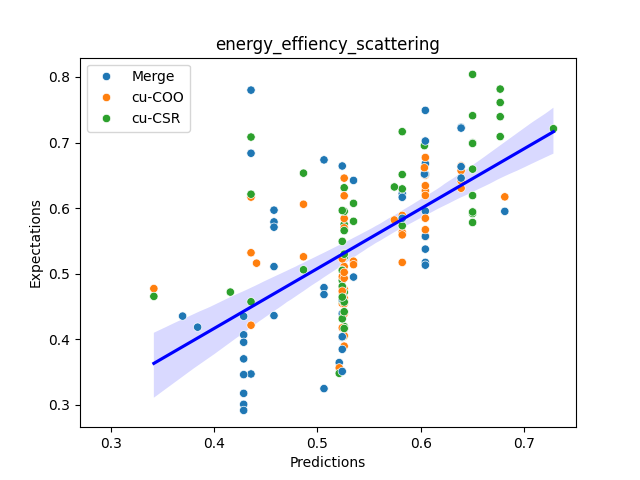 energy_effiency_scattering
Merge
cu-COO
cu-CSR
Expectations
0.8
0.7
0.6
0.5
0.4
0.3
0.3 0.4 0.5 0.6 0.7
Predictions